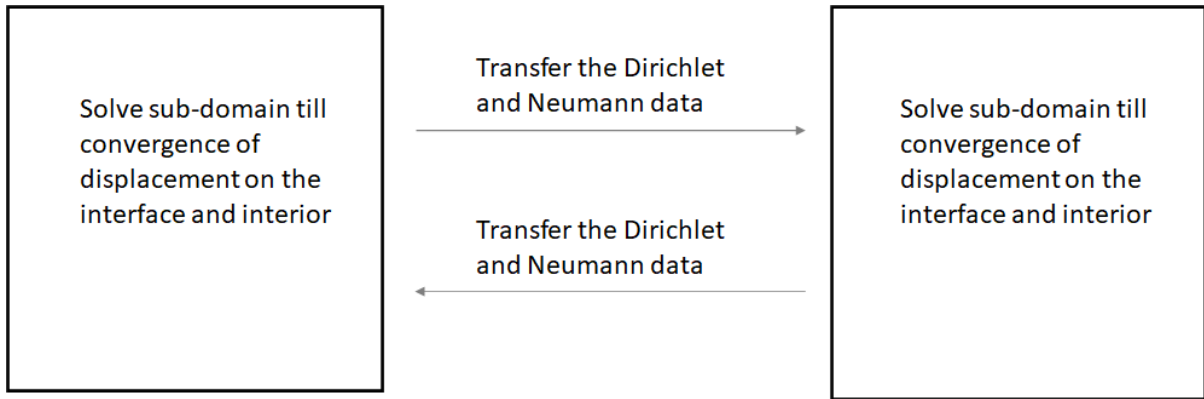 Solve sub-domain till
convergence of
displacement on the
interface and interior
Transfer the Dirichlet
and Neumann data
Transfer the Dirichlet
and Neumann data
Solve sub-domain till
convergence of
displacement on the
interface and interior